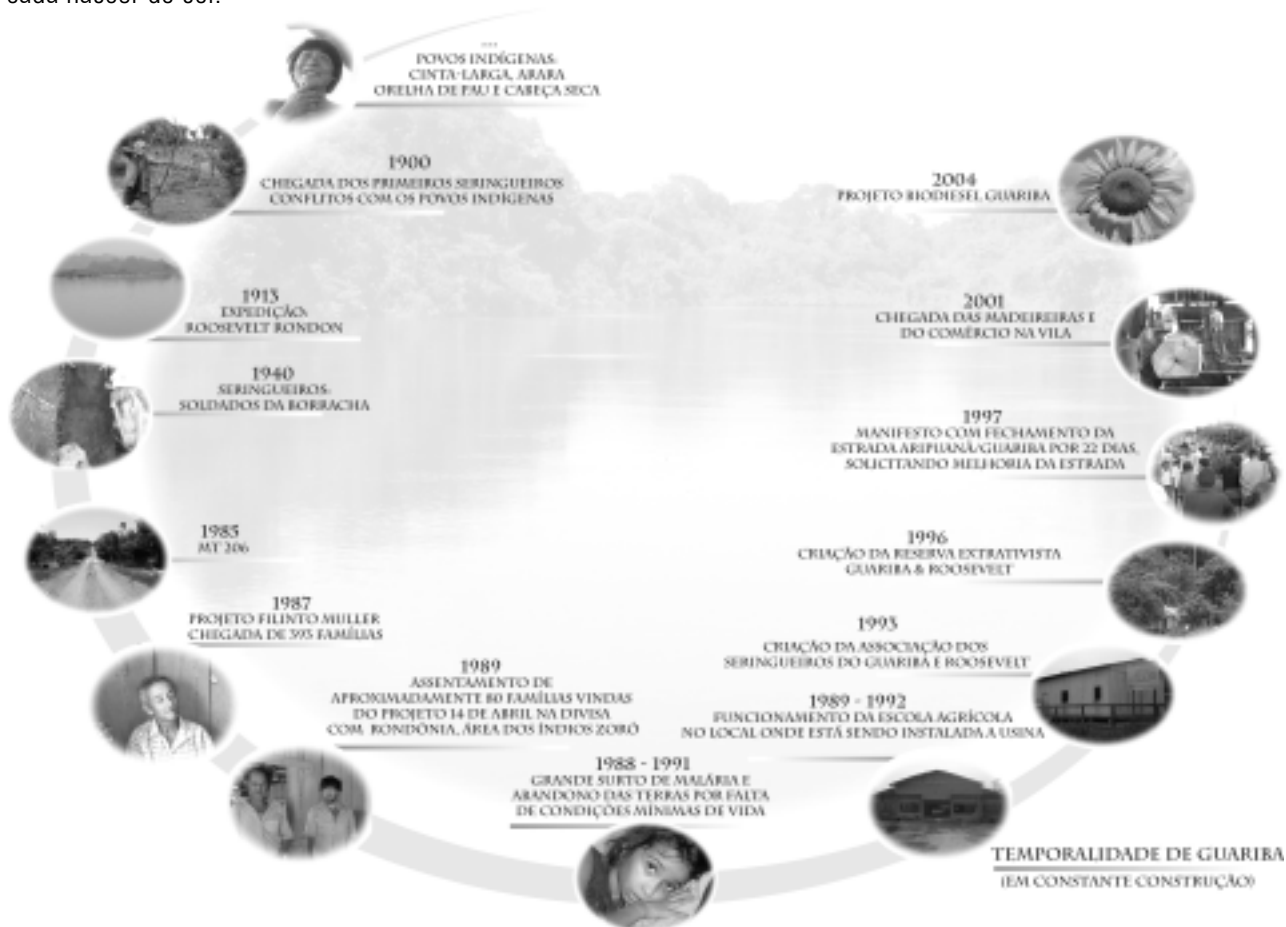 cada nascer do sol.
...
POVOS INDÍGENAS:
CINTA-LARGA, ARARA
ORELHA DE PAU E CABEÇA SECA
1900
CHEGADA DOS PRIMEIROS SERINGUEIROS
CONFLITOS COM OS POVOS INDÍGENAS
1913
EXPEDIÇÃO:
ROOSEVELT RONDON
1940
SERINGUEIROS:
SOLDADOS DA BORRACHA
1985
MT 206
1987
PROJETO FILINTO MULLER
CHEGADA DE 393 FAMÍLIAS
1989
ASSENTAMENTO DE
APROXIMADAMENTE 80 FAMÍLIAS VINDAS
DO PROJETO 14 DE ABRIL NA DIVISA
COM RONDÔNIA, ÁREA DOS ÍNDIOS ZORÓ
1988 - 1991
GRANDE SURTO DE MALÁRIA E
ABANDONO DAS TERRAS POR FALTA
DE CONDIÇÕES MÍNIMAS DE VIDA
1989 - 1992
FUNCIONAMENTO DA ESCOLA AGRÍCOLA
NO LOCAL ONDE ESTÁ SENDO INSTALADA A USINA
1993
CRIAÇÃO DA ASSOCIAÇÃO DOS
SERINGUEIROS DO GUARIBA E ROOSEVELT
1996
CRIAÇÃO DA RESERVA EXTRATIVISTA
GUARIBA & ROOSEVELT
1997
MANIFESTO COM FECHAMENTO DA
ESTRADA ARIPUANÃ/GUARIBA POR 22 DIAS,
SOLICITANDO MELHORIA DA ESTRADA
2001
CHEGADA DAS MADEIREIRAS E
DO COMÉRCIO NA VILA
2004
PROJETO BIODIESEL GUARIBA
TEMPORALIDADE DE GUARIBA
(EM CONSTANTE CONSTRUÇÃO)